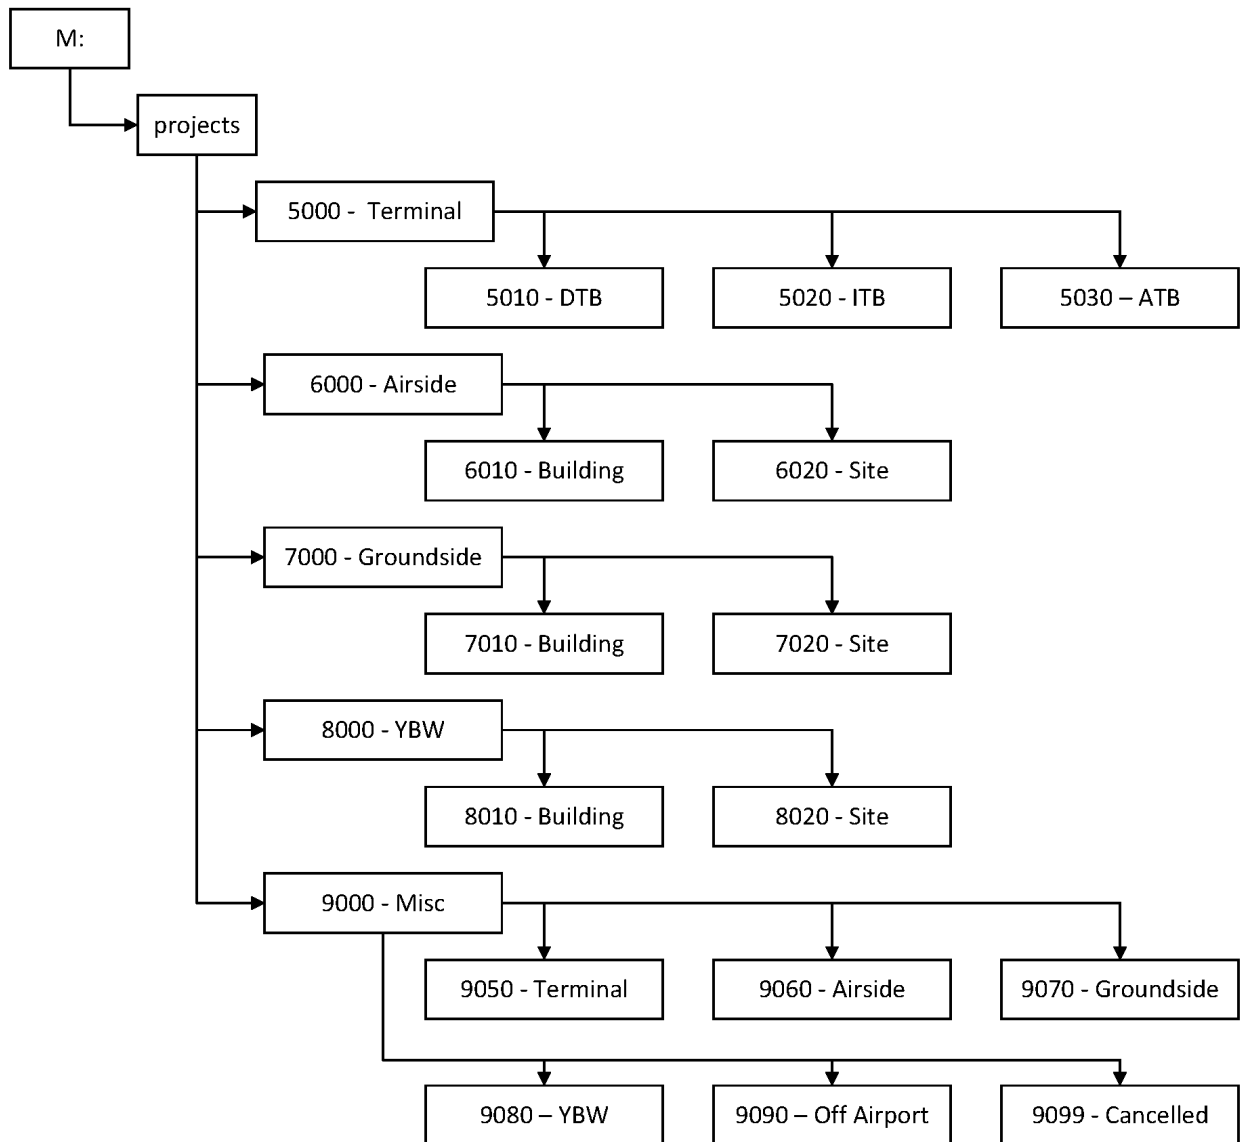 M:
projects
5000 -  Terminal
5010 - DTB
5020 - ITB
5030 – ATB
6000 - Airside
6010 - Building
6020 - Site
7000 - Groundside
7010 - Building
7020 - Site
8000 - YBW
8010 - Building
8020 - Site
9000 - Misc
9050 - Terminal
9060 - Airside
9070 - Groundside
9080 – YBW
9090 – Off Airport
9099 - Cancelled